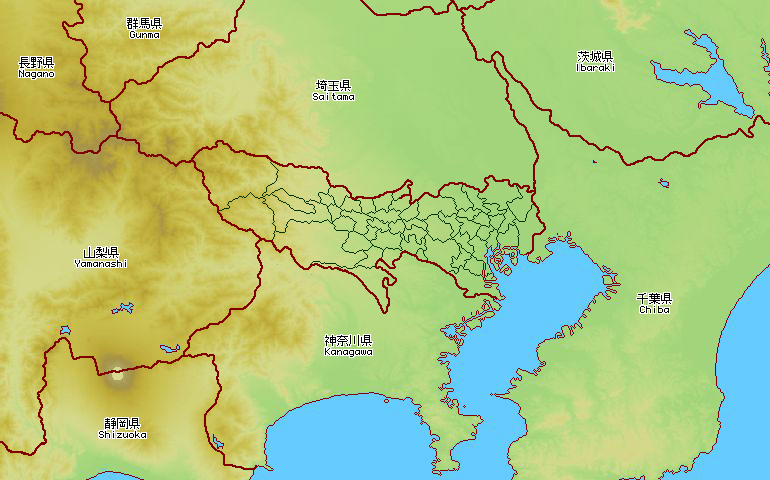 群馬県
Gunma
長野県
Nagano
茨城県
Ibaraki
埼玉県
Saitama
山梨県
Yamanashi
千葉県
Chiba
神奈川県
Kanagawa
静岡県
Shizuoka